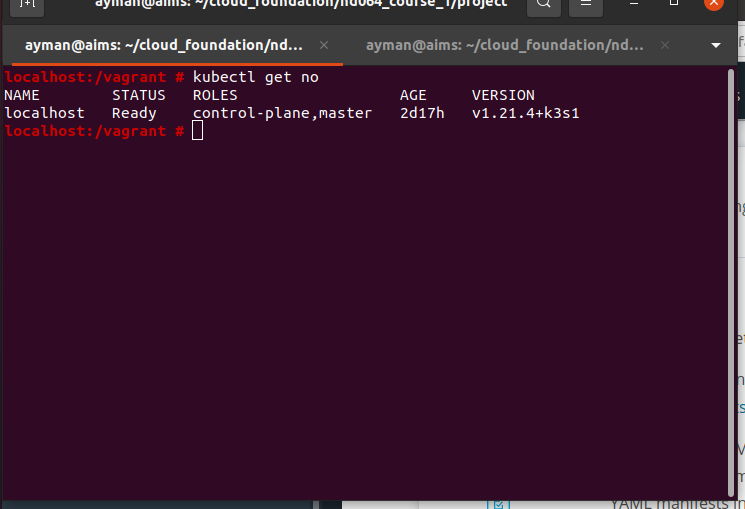 ayman@aims: ~/cloud_foundation/nd064_course_1/project
ayman@aims: ~/cloud_foundation/nd... × ayman@aims: ~/cloud_foundation/nd... ×
localhost:/vagrant # kubectl get no
NAME STATUS ROLES AGE VERSION
localhost Ready control-plane,master 2d17h v1.21.4+k3s1
localhost:/vagrant #
YAML manifests in